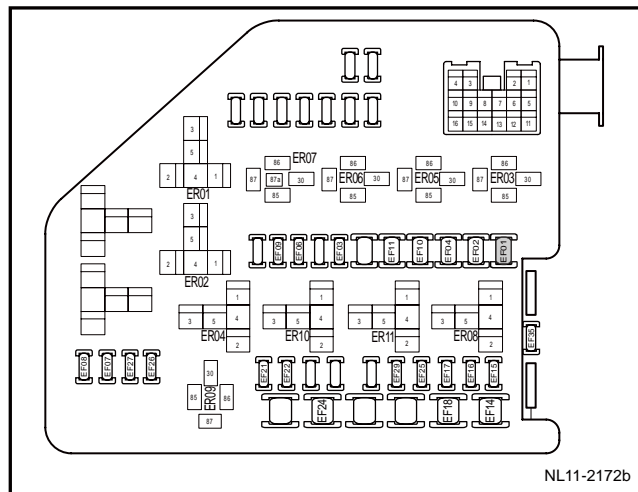 4 3 2 1
10 9 8 7 6 5
16 15 14 13 12 11
3
5
2 4 1
ER01
86 ER07
87 87a 30
85
86
87 ER06 30
85
86
87 ER05 30
85
86
87 ER03 30
85
3
5
2 4 1
ER02
EF09 EF06 EF03 EF11 EF10 EF04 EF02 EF01
1
3 5 4
ER04 2
1
3 5 4
ER10 2
1
3 5 4
ER11 2
1
3 5 4
ER08 2
EF35
EF08 EF07 EF27 EF26
30
85 ER09 86
87
EF21 EF22 EF29 EF25 EF17 EF16 EF15
EF24 EF18 EF14
NL11-2172b